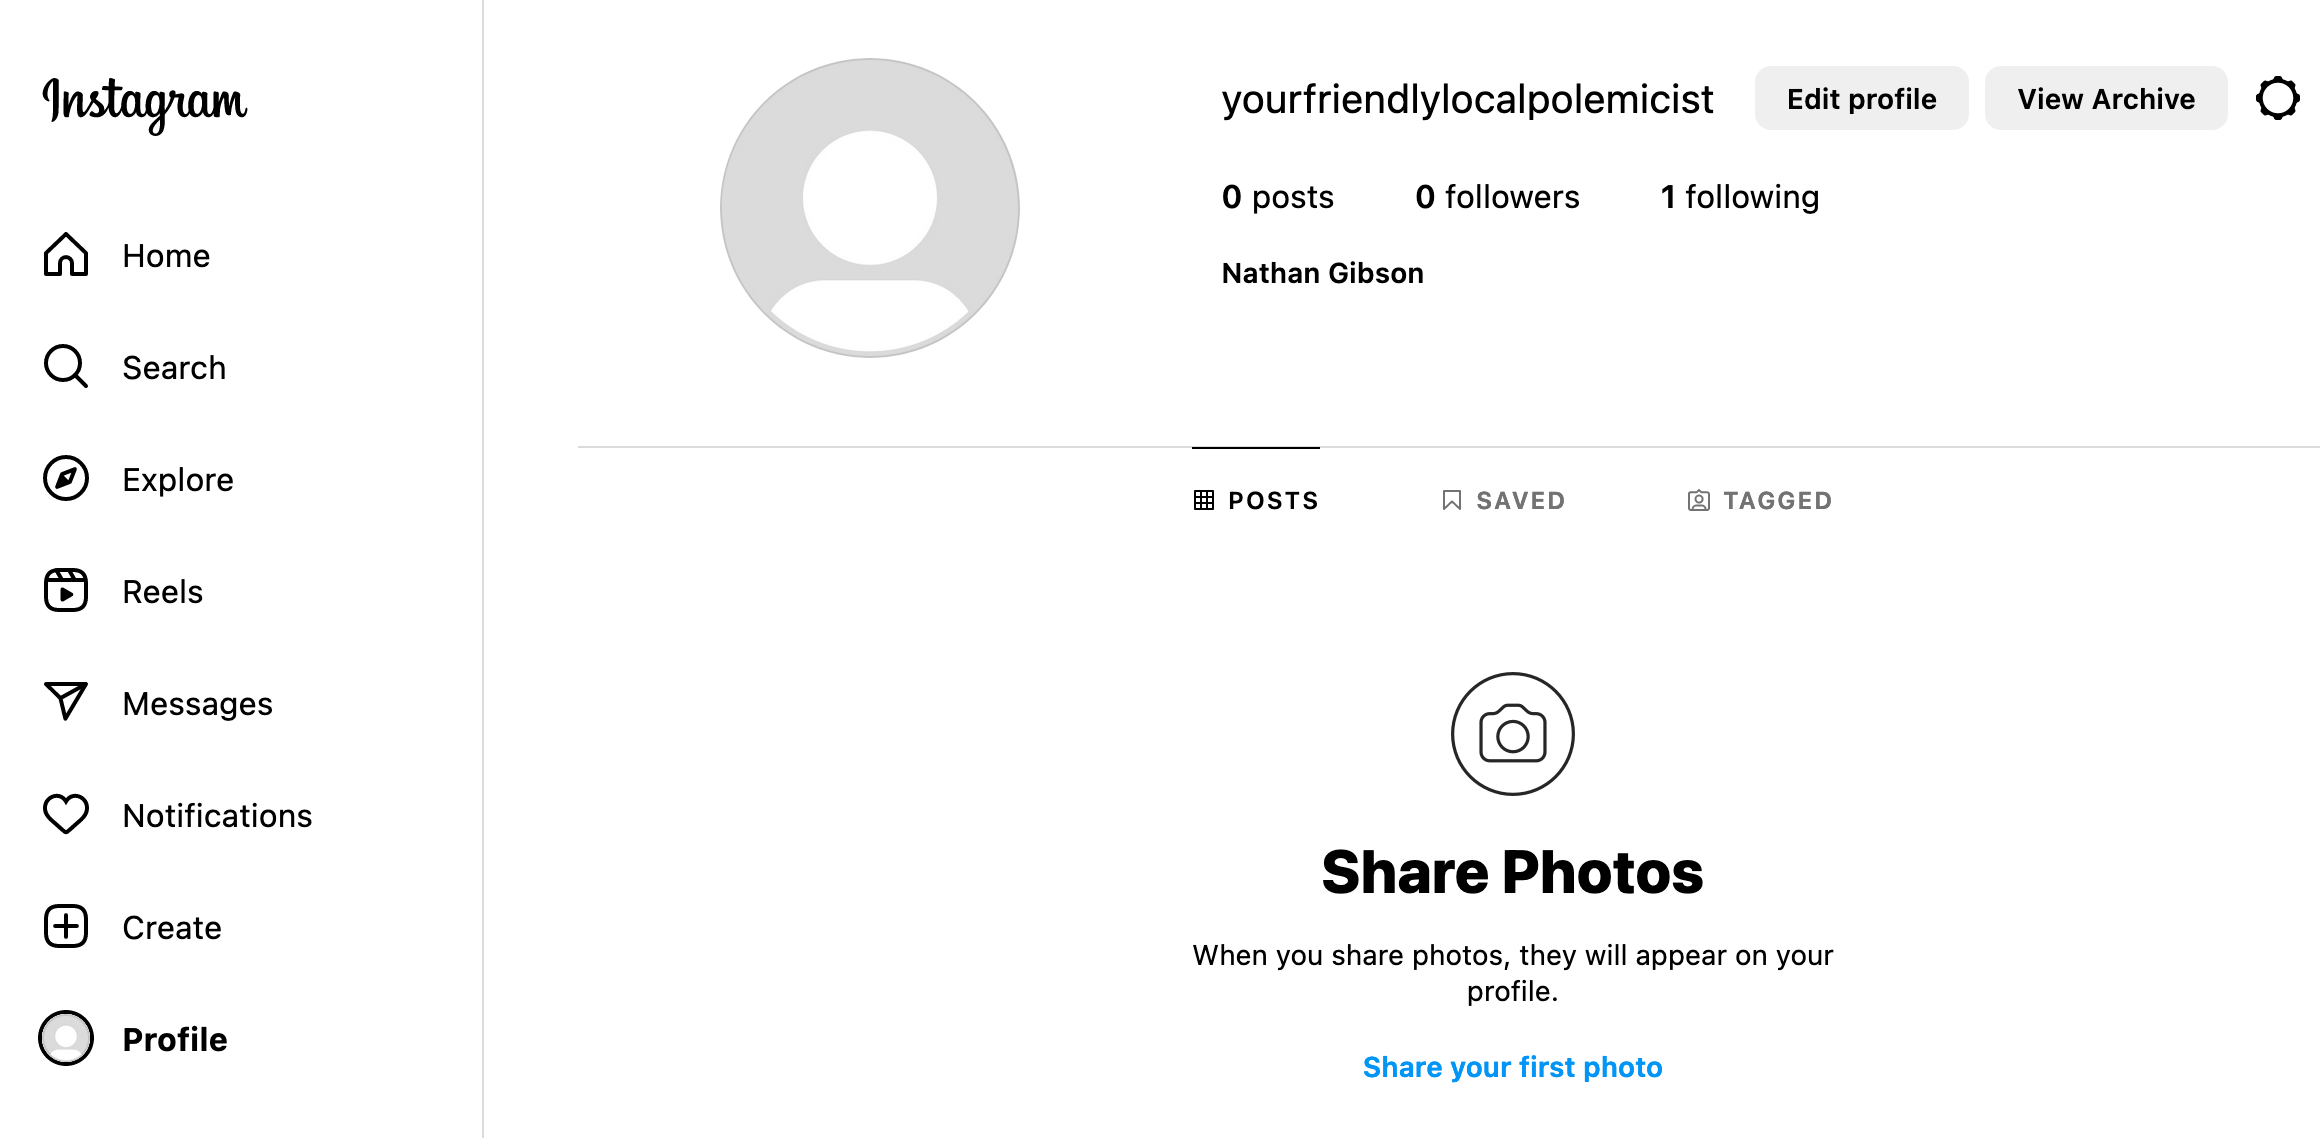 Instagram
Home
Search
Explore
Reels
Messages
Notifications
Create
Profile
yourfriendlylocalpolemicist
Edit profile
View Archive
0 posts
0 followers
1 following
Nathan Gibson
POSTS
SAVED
TAGGED
Share Photos
When you share photos, they will appear on your
profile.
Share your first photo